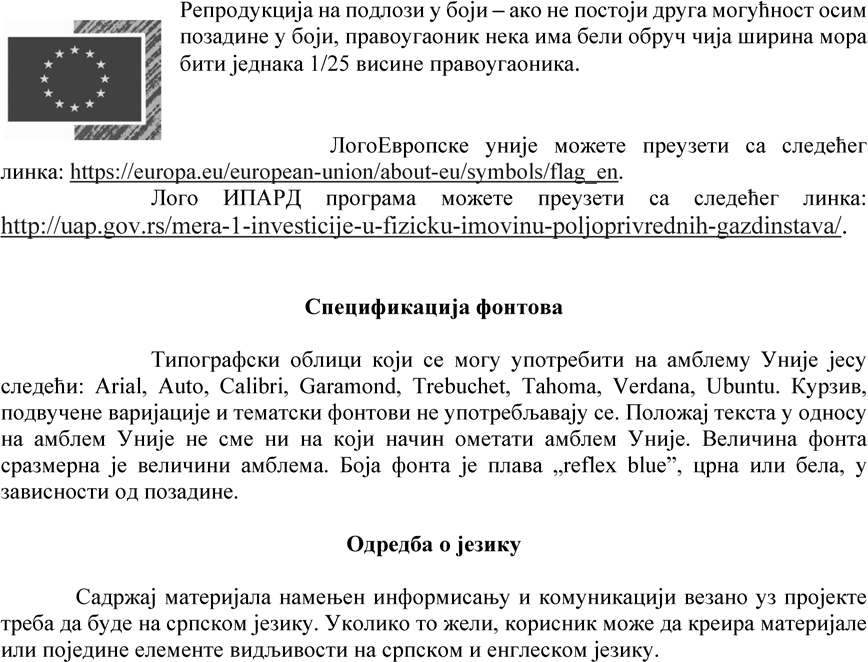 Репродукција на подлози у боји – ако не постоји друга могућност осим
позадине у боји, правоугаоник нека има бели обруч чија ширина мора
бити једнака 1/25 висине правоугаоника.
ЛогоЕвропске уније можете преузети са следећег
линка: https://europa.eu/european-union/about-eu/symbols/flag_en.
Лого ИПАРД програма можете преузети са следећег линка:
http://uap.gov.rs/mera-1-investicije-u-fizicku-imovinu-poljoprivrednih-gazdinstava/.
Спецификација фонтова
Типографски облици који се могу употребити на амблему Уније јесу
следећи: Arial, Auto, Calibri, Garamond, Trebuchet, Tahoma, Verdana, Ubuntu. Курзив,
подвучене варијације и тематски фонтови не употребљавају се. Положај текста у односу
на амблем Уније не сме ни на који начин ометати амблем Уније. Величина фонта
сразмерна је величини амблема. Боја фонта је плава „reflex blue”, црна или бела, у
зависности од позадине.
Одредба о језику
Садржај материјала намењен информисању и комуникацији везано уз пројекте
треба да буде на српском језику. Уколико то жели, корисник може да креира материјале
или поједине елементе видљивости на српском и енглеском језику.